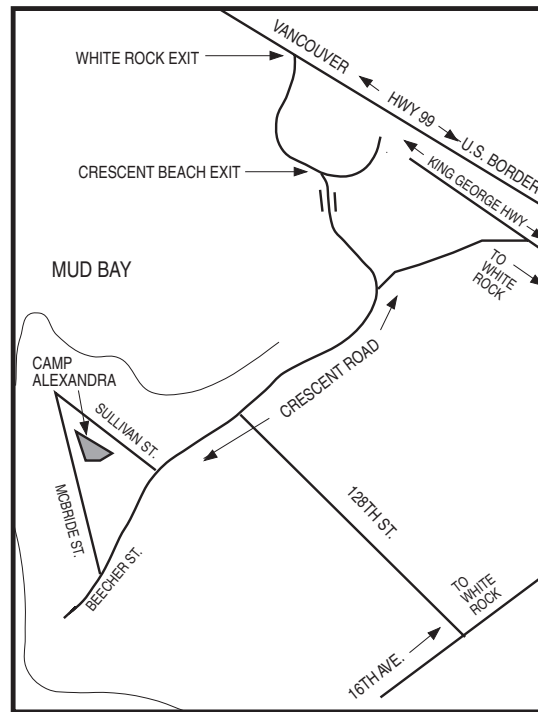 VANCOUVER
WHITE ROCK EXIT
HWY 99
U.S. BORDER
CRESCENT BEACH EXIT
KING GEORGE HWY
TO
WHITE
ROCK
MUD BAY
CAMP
ALEXANDRA
SULLIVAN ST.
CRESCENT ROAD
MCBRIDE ST.
128TH ST.
BEECHER ST.
TO
WHITE
ROCK
16TH AVE.